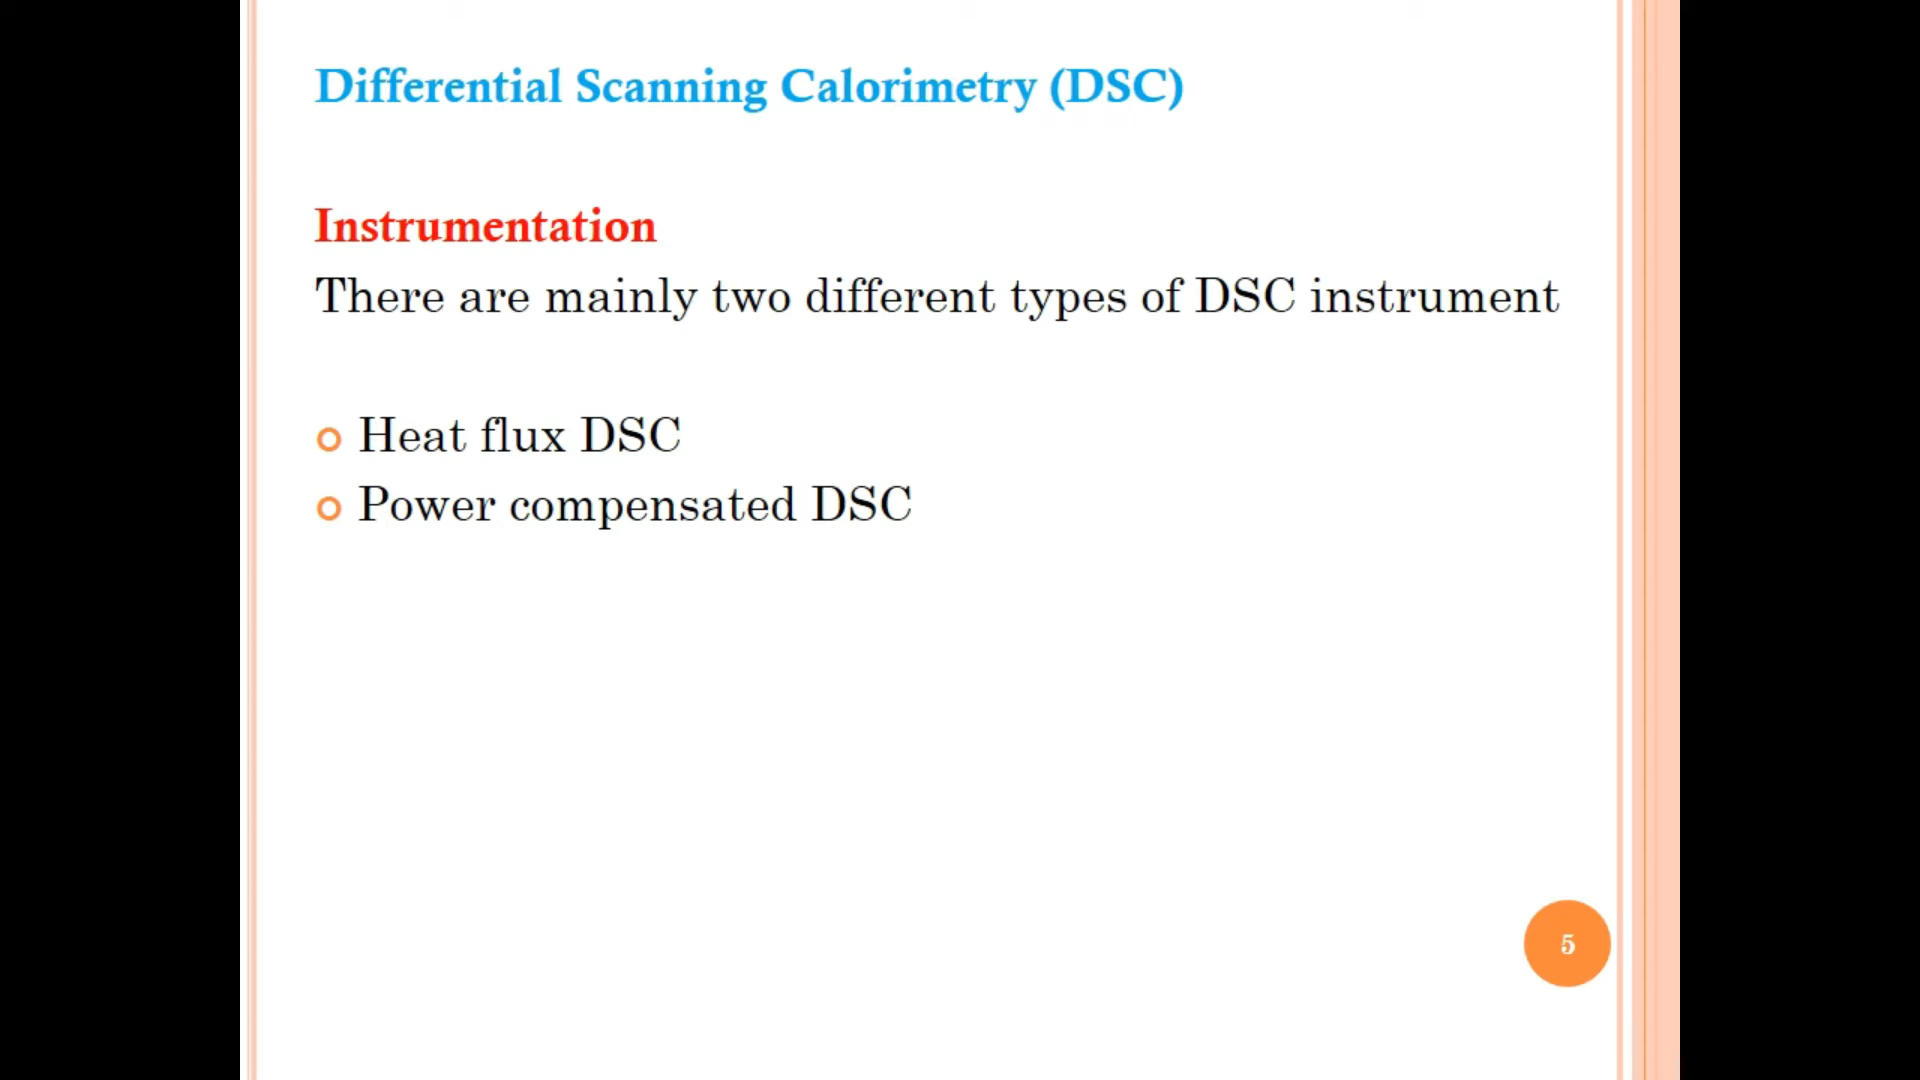 Differential Scanning Calorimetry (DSC)
Instrumentation
There are mainly two different types of DSC instrument
Heat flux DSC
Power compensated DSC
5